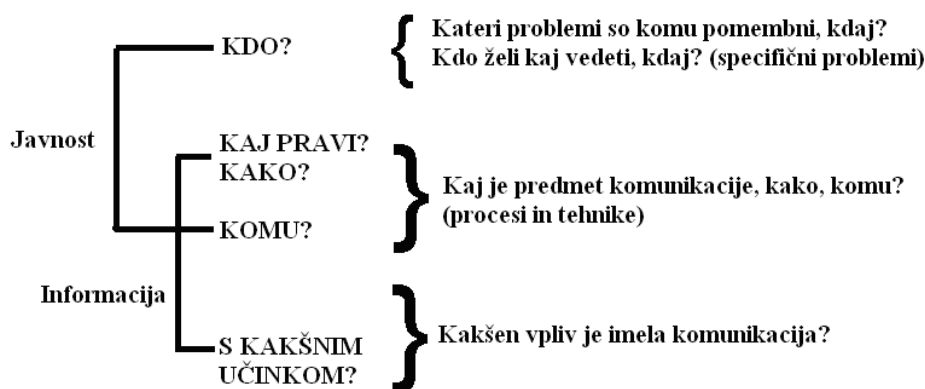 KDO?
Kateri problemi so komu pomembni, kdaj?
Kdo želi kaj vedeti, kdaj? (specifični problemi)
Javnost
KAJ PRAVI?
KAKO?
Kaj je predmet komunikacije, kako, komu?
(procesi in tehnike)
KOMU?
Informacija
S KAKŠNIM
UČINKOM?
Kakšen vpliv je imela komunikacija?